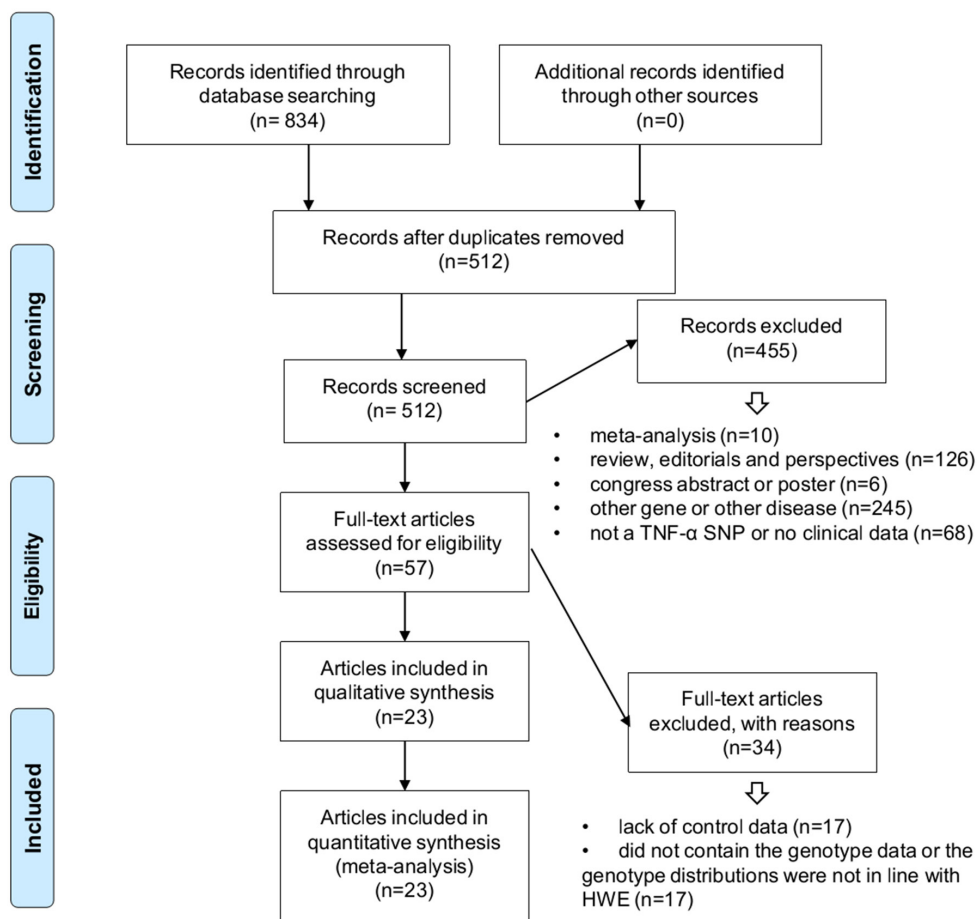 Identification
Records identified through
database searching
(n= 834)
Additional records identified
through other sources
(n=0)
Records after duplicates removed
(n=512)
Screening
Records screened
(n= 512)
Records excluded
(n=455)
• meta-analysis (n=10)
• review, editorials and perspectives (n=126)
• congress abstract or poster (n=6)
• other gene or other disease (n=245)
• not a TNF-α SNP or no clinical data (n=68)
Eligibility
Full-text articles
assessed for eligibility
(n=57)
Articles included in
qualitative synthesis
(n=23)
Full-text articles
excluded, with reasons
(n=34)
• lack of control data (n=17)
• did not contain the genotype data or the
genotype distributions were not in line with
HWE (n=17)
Included
Articles included in
quantitative synthesis
(meta-analysis)
(n=23)